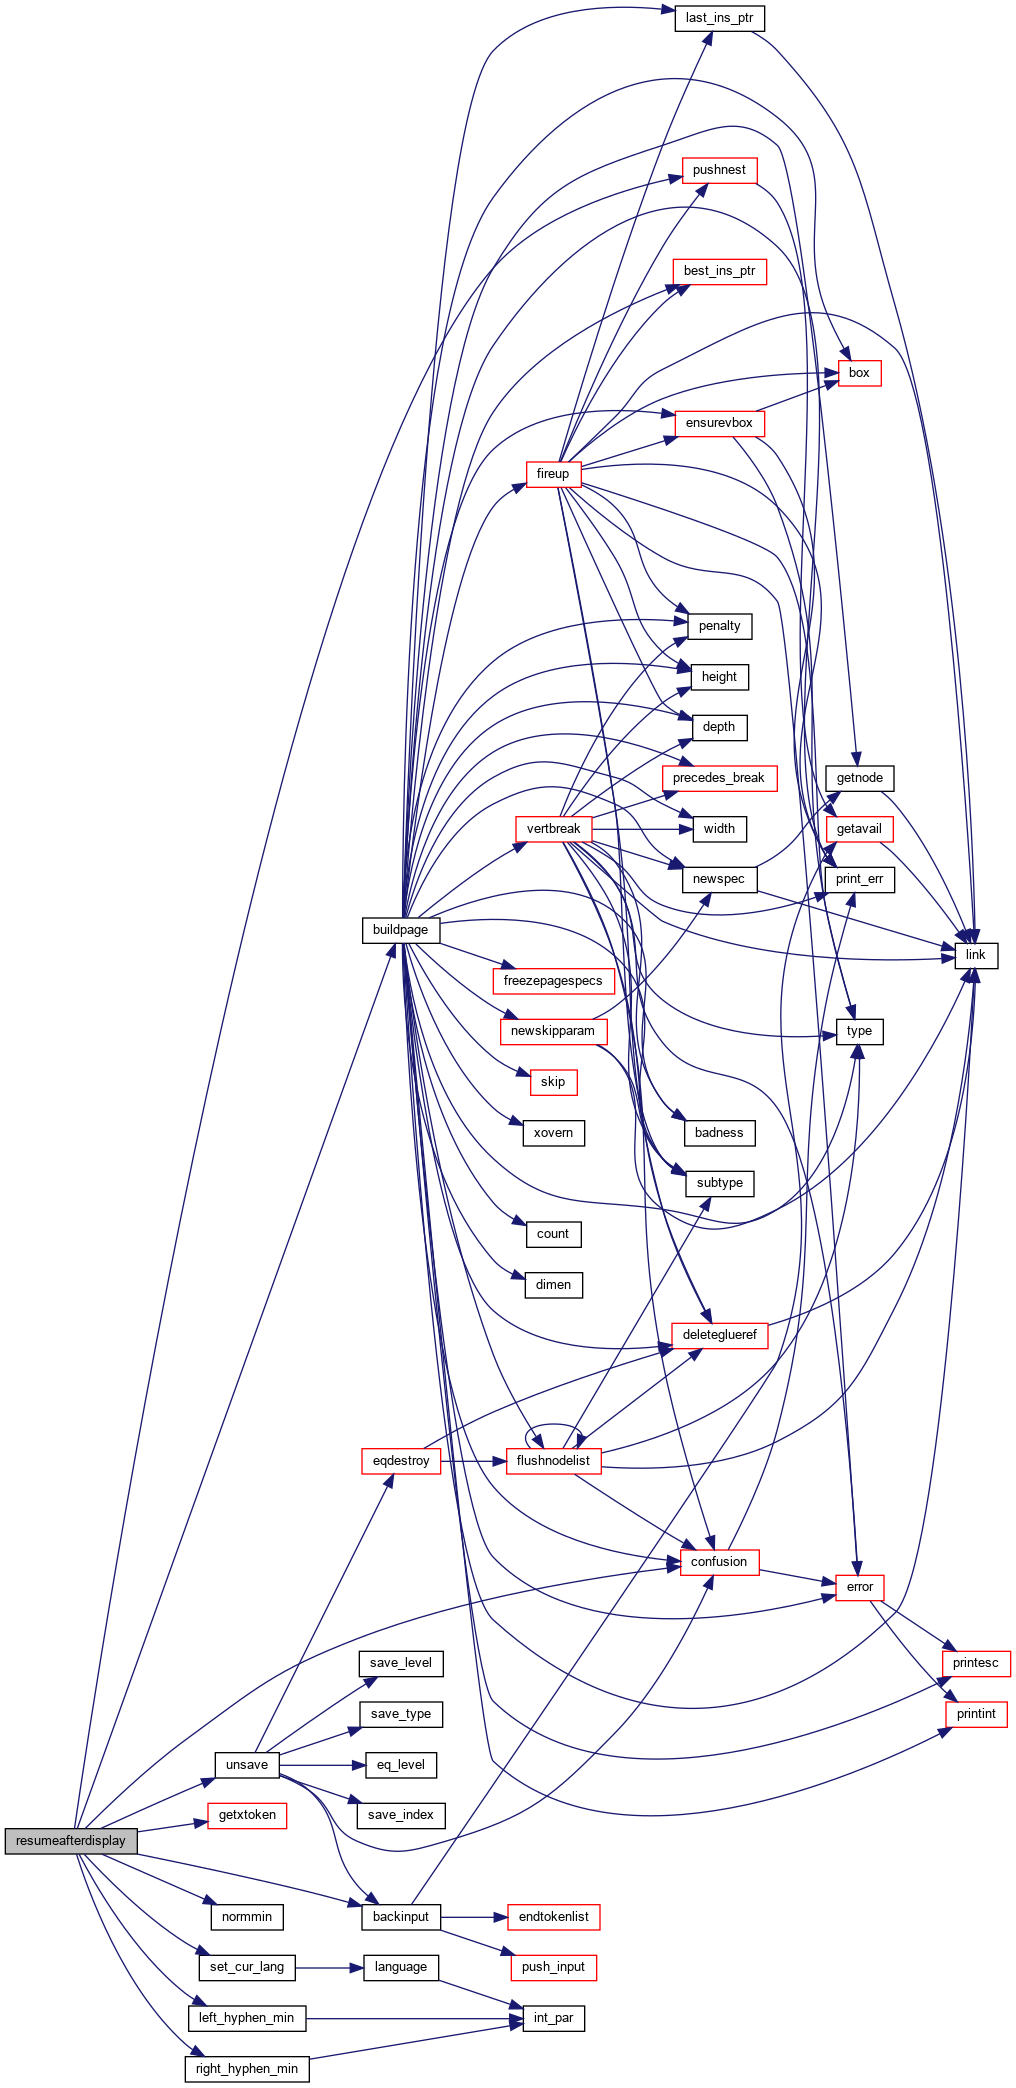 last_ins_ptr
pushnest
best_ins_ptr
box
ensurevbox
fireup
penalty
height
depth
precedes_break
getnode
vertbreak
width
getavail
newspec
print_err
buildpage
link
freezepagespecs
newskipparam
type
skip
xovern
badness
subtype
count
dimen
deleteglueref
eqdestroy
flushnodelist
confusion
error
save_level
printesc
save_type
printint
unsave
eq_level
getxtoken
save_index
resumeafterdisplay
normmin
backinput
endtokenlist
set_cur_lang
language
push_input
left_hyphen_min
int_par
right_hyphen_min